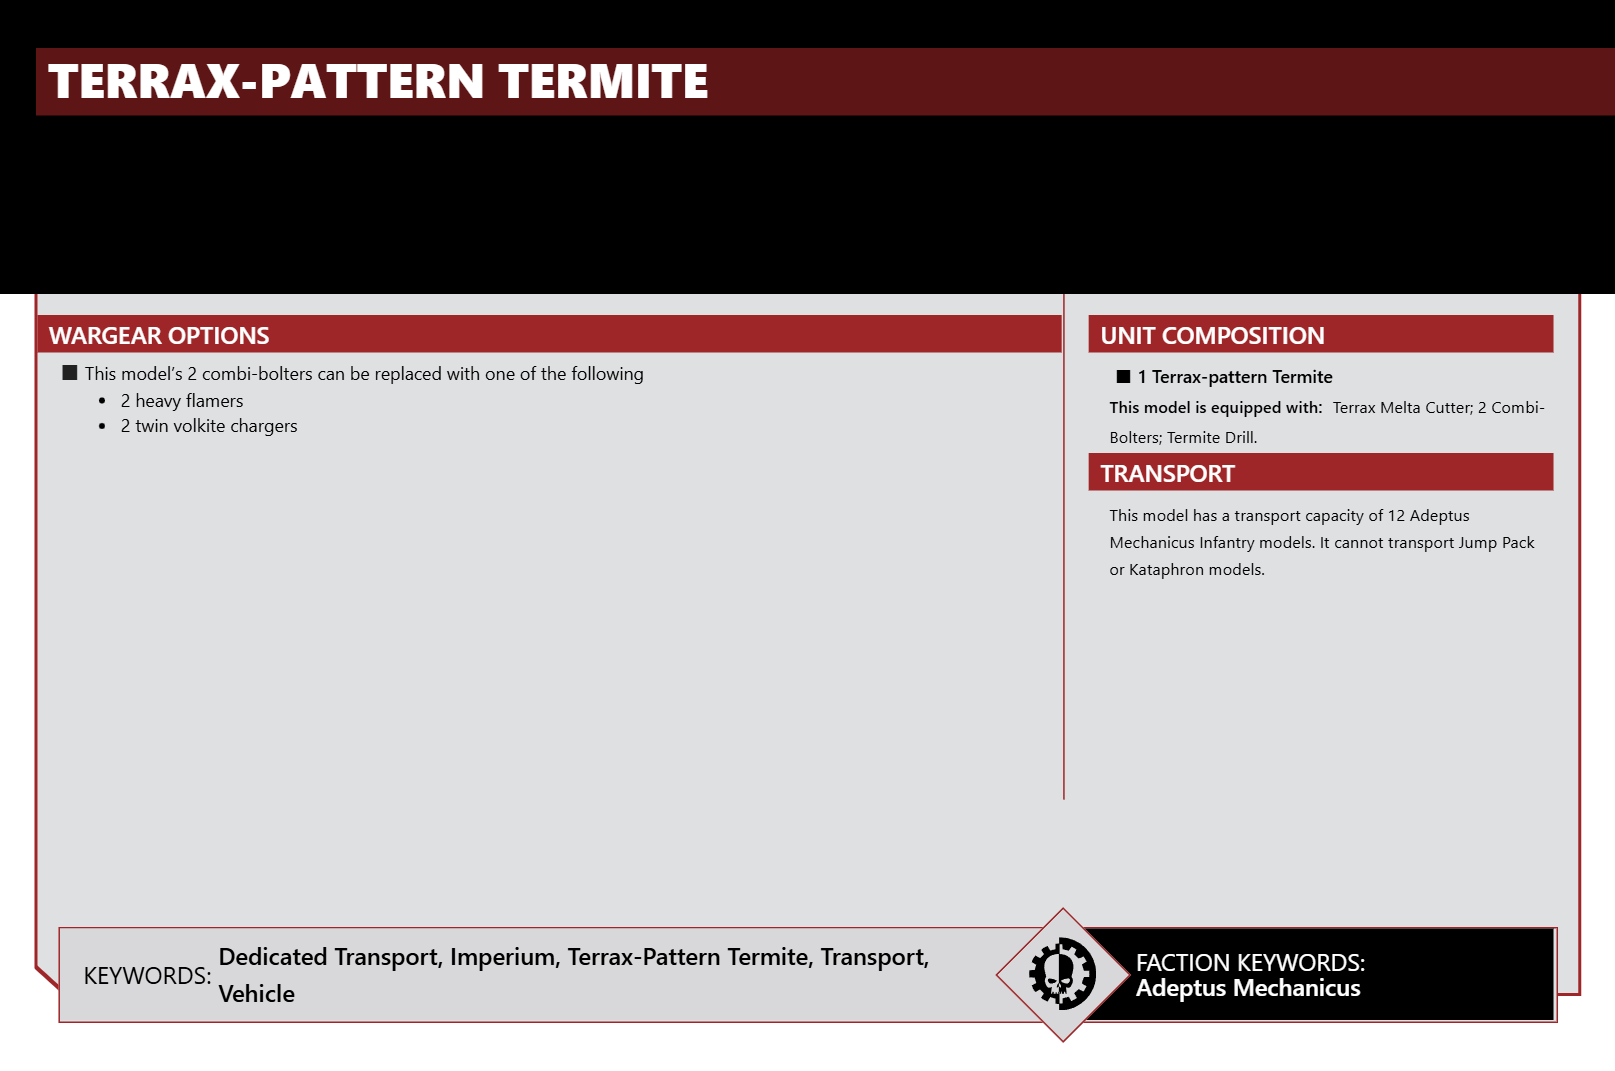 TERRAX-PATTERN TERMITE
WARGEAR OPTIONS
■ This model’s 2 combi-bolters can be replaced with one of the following
• 2 heavy flamers
• 2 twin volkite chargers
UNIT COMPOSITION
■ 1 Terrax-pattern Termite
This model is equipped with: Terrax Melta Cutter; 2 Combi-
Bolters; Termite Drill.
TRANSPORT
This model has a transport capacity of 12 Adeptus
Mechanicus Infantry models. It cannot transport Jump Pack
or Kataphron models.
KEYWORDS: Dedicated Transport, Imperium, Terrax-Pattern Termite, Transport,
Vehicle
FACTION KEYWORDS:
Adeptus Mechanicus